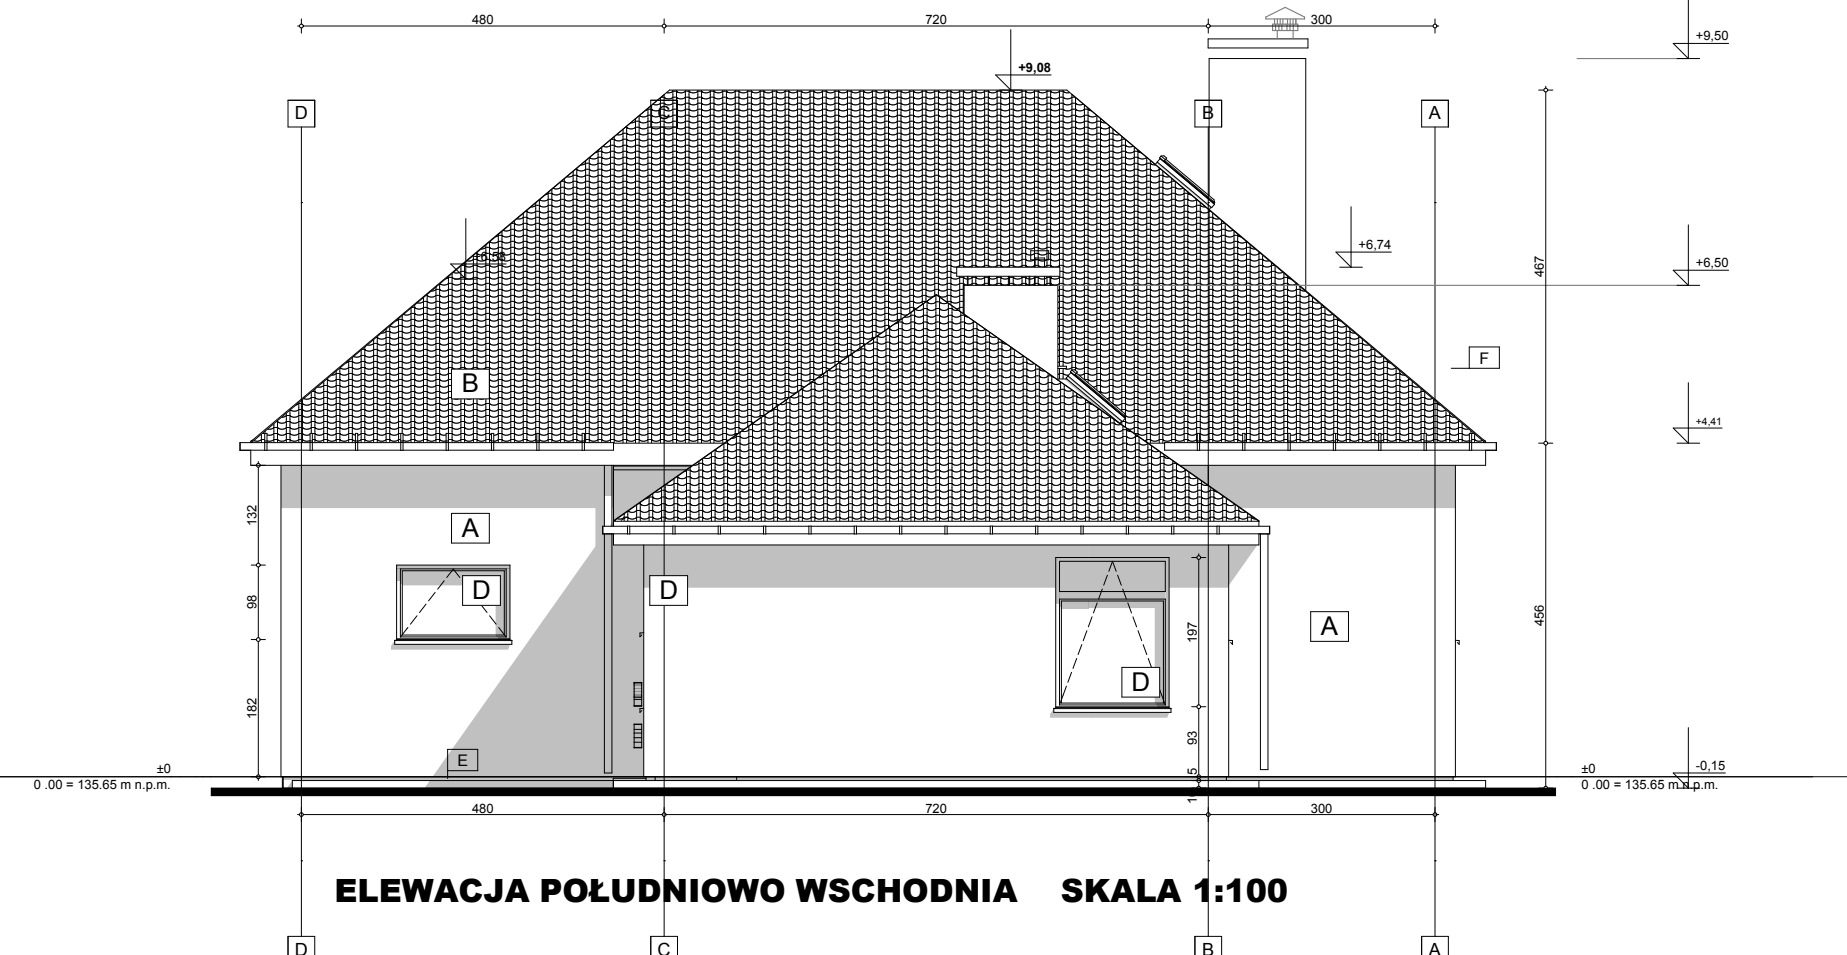 480 720 300
+9,50
+9,08
D C B A
+6,58 +6,74
+6,50
467
F
B
+4,41
132
A
98
D D
197
A
456
182
D
93
E
15
±0 ±0 -0,15
0 .00 = 135.65 m n.p.m. 0 .00 = 135.65 m n.p.m.
480 720 300
ELEWACJA POŁUDNIOWO WSCHODNIA SKALA 1:100
D C B A